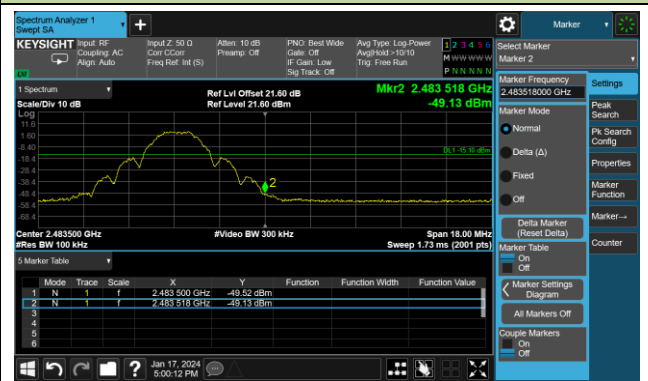 Spectrum Analyzer 1
Swept SA
+
Marker
KEYSIGHT
Input: RF
Coupling: AC
Align: Auto
Input Z: 50 Ω
Corr CCorr
Freq Ref: Int (S)
Atten: 10 dB
Preamp: Off
PNO: Best Wide
Gate: Off
IF Gain: Low
Sig Track: Off
Avg Type: Log-Power
Avg|Hold:>10/10
Trig: Free Run
1 2 3 4 5 6
M W W W W W
P N N N N N
Select Marker
Marker 2
1 Spectrum
Scale/Div 10 dB
Ref Lvl Offset 21.60 dB
Ref Level 21.60 dBm
Mkr2 2.483 518 GHz
-49.13 dBm
Log
11.6
1.60
-8.40
-18.4
-28.4
-38.4
-48.4
-58.4
-68.4
DL1 -15.10 dBm
2
Center 2.483500 GHz
#Res BW 100 kHz
#Video BW 300 kHz
Span 18.00 MHz
Sweep 1.73 ms (2001 pts)
5 Marker Table
Mode Trace Scale X Y Function Function Width Function Value
1 N 1 f 2.483 500 GHz -49.52 dBm
2 N 1 f 2.483 518 GHz -49.13 dBm
3
4
5
6
Marker Frequency
2.483518000 GHz
Marker Mode
Normal
Delta (Δ)
Fixed
Off
Delta Marker
(Reset Delta)
Marker Table
On
Off
Marker Settings
Diagram
All Markers Off
Couple Markers
On
Off
Settings
Peak
Search
Pk Search
Config
Properties
Marker
Function
Marker→
Counter
?
Jan 17, 2024
5:00:12 PM